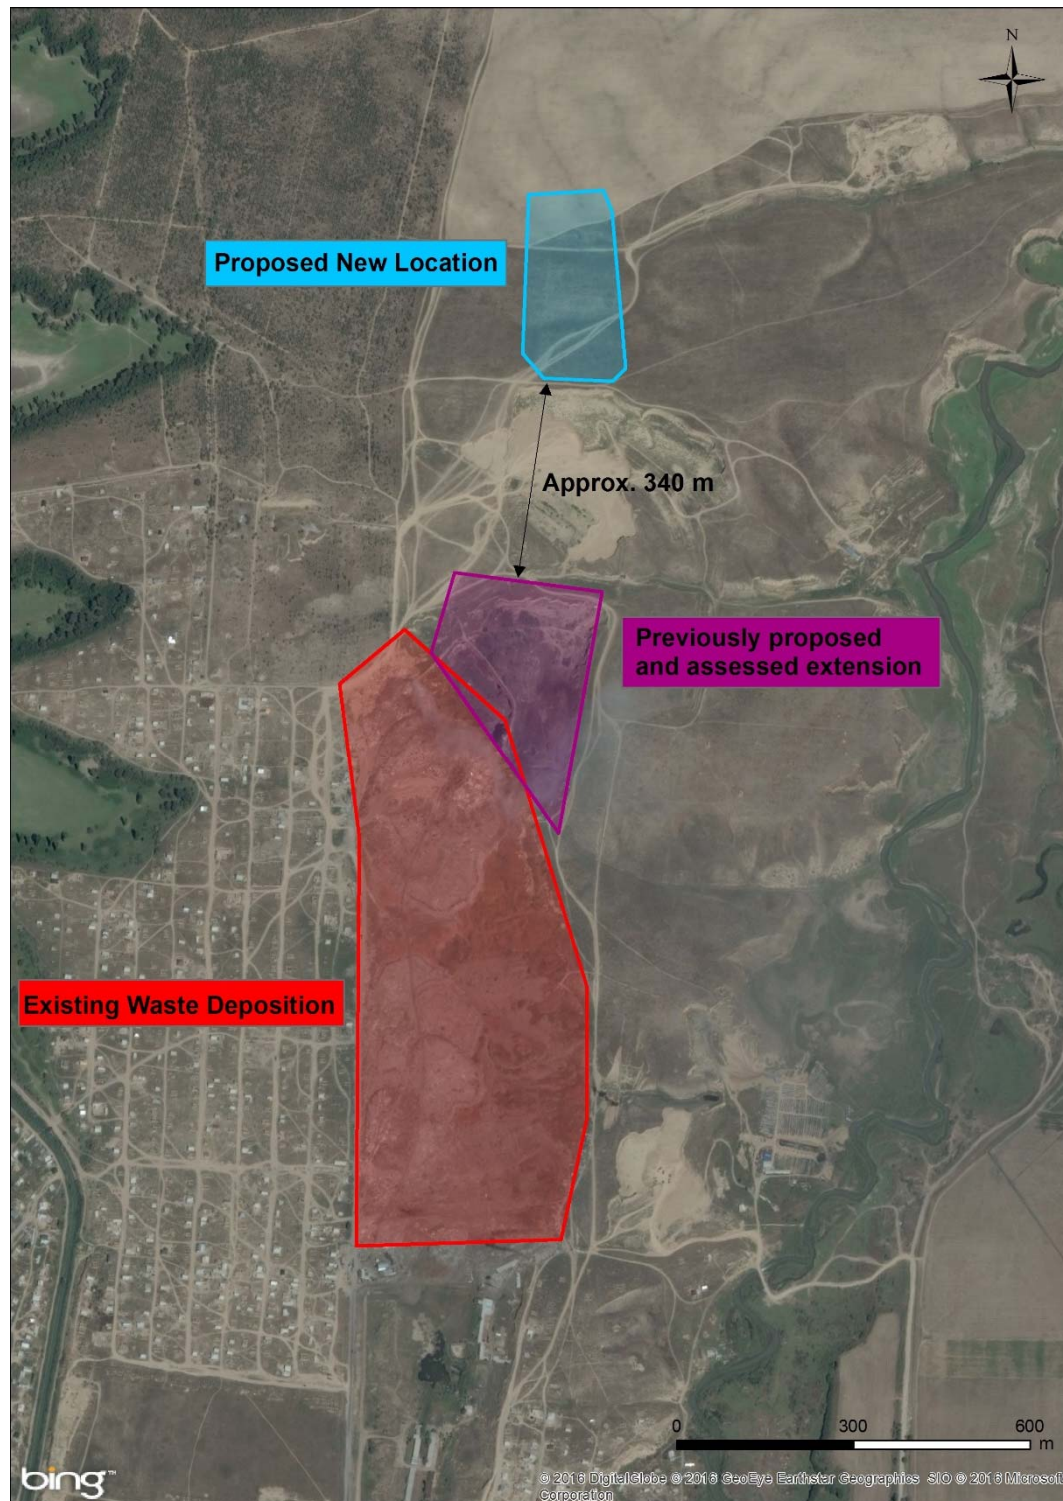 N
Proposed New Location
Approx. 340 m
Previously proposed
and assessed extension
Existing Waste Deposition
0 300 600
m
bing™
© 2016 DigitalGlobe © 2016 GeoEye Earthstar Geographics SIO © 2016 Microsoft
Corporation